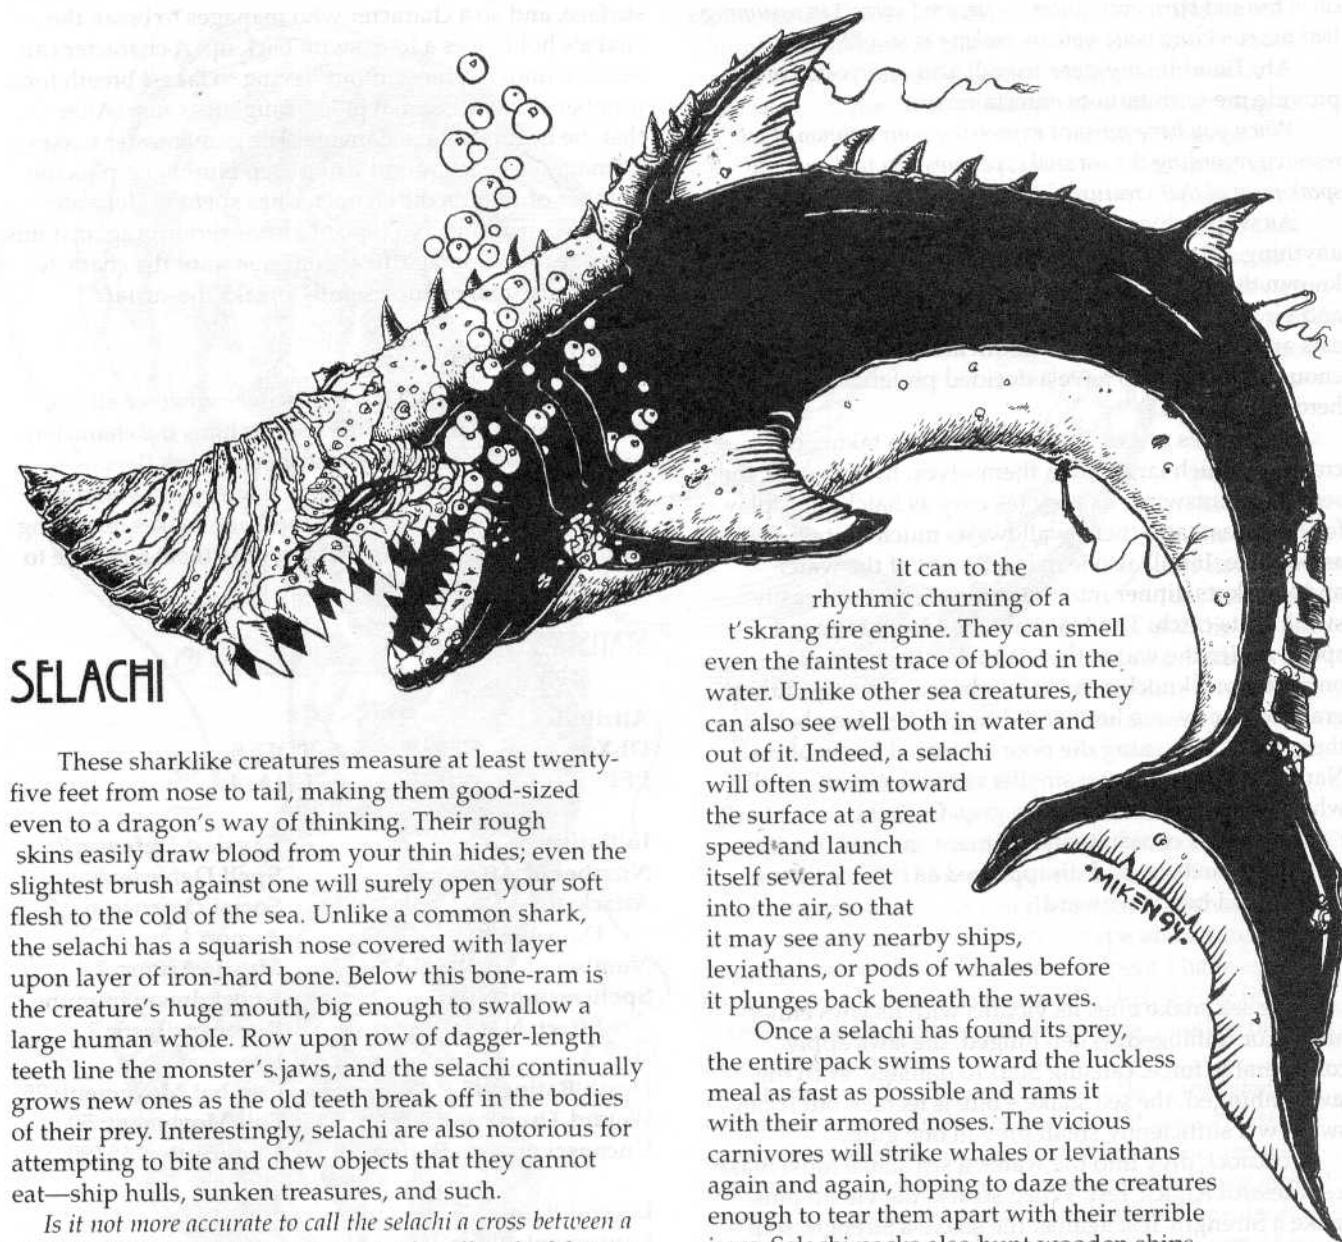 SELACHI
These sharklike creatures measure at least twenty-
five feet from nose to tail, making them good-sized
even to a dragon's way of thinking. Their rough
skins easily draw blood from your thin hides; even the
slightest brush against one will surely open your soft
flesh to the cold of the sea. Unlike a common shark,
the selachi has a squarish nose covered with layer
upon layer of iron-hard bone. Below this bone-ram is
the creature's huge mouth, big enough to swallow a
large human whole. Row upon row of dagger-length
teeth line the monster's jaws, and the selachi continually
grows new ones as the old teeth break off in the bodies
of their prey. Interestingly, selachi are also notorious for
attempting to bite and chew objects that they cannot
eat—ship hulls, sunken treasures, and such.
Is it not more accurate to call the selachi a cross between a
it can to the
rhythmic churning of a
t'skrang fire engine. They can smell
even the faintest trace of blood in the
water. Unlike other sea creatures, they
can also see well both in water and
out of it. Indeed, a selachi
will often swim toward
the surface at a great
speed and launch
itself several feet
into the air, so that
it may see any nearby ships,
leviathans, or pods of whales before
it plunges back beneath the waves.
Once a selachi has found its prey,
the entire pack swims toward the luckless
meal as fast as possible and rams it
with their armored noses. The vicious
carnivores will strike whales or leviathans
again and again, hoping to daze the creatures
enough to tear them apart with their terrible
jaws. Selachi packs also hunt wooden ships,
MIKEN94